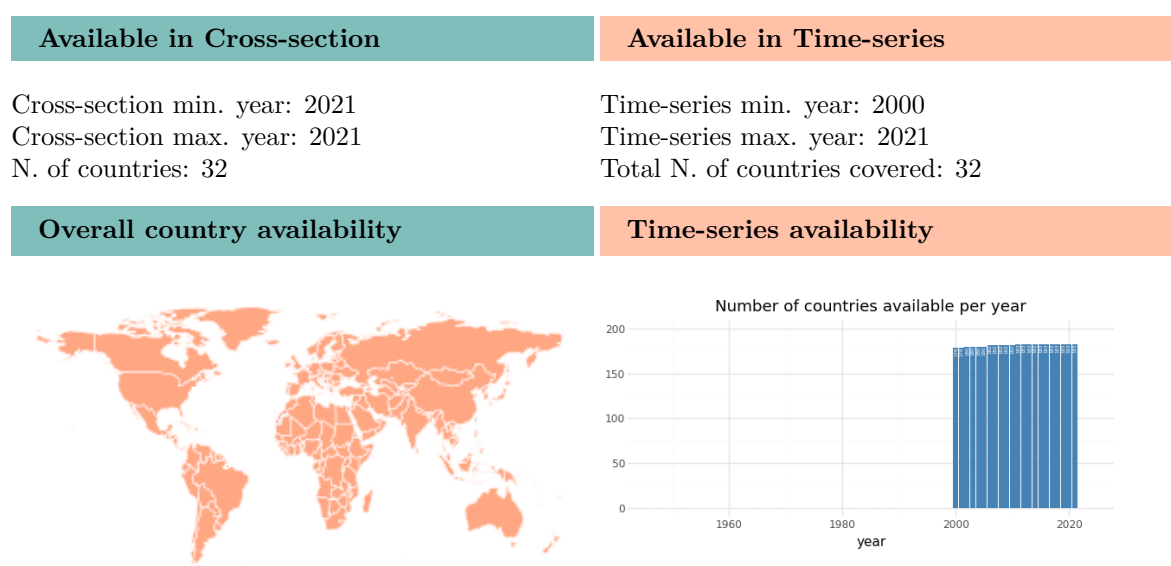 Available in Cross-section
Available in Time-series
Cross-section min. year: 2021
Cross-section max. year: 2021
N. of countries: 32
Time-series min. year: 2000
Time-series max. year: 2021
Total N. of countries covered: 32
Overall country availability
Time-series availability
Number of countries available per year
200
150
100
50
0
1960
1980
2000
2020
year